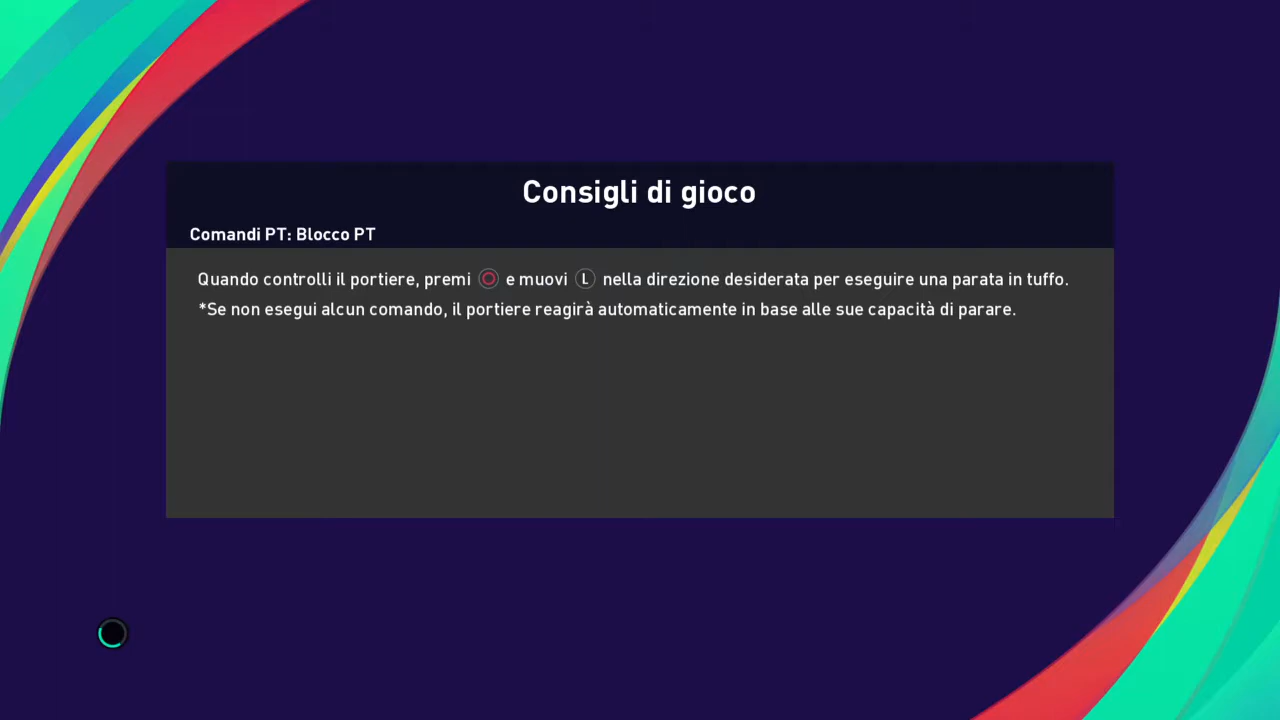 Consigli di gioco
Comandi PT: Blocco PT
Quando controlli il portiere, premi e muovi L nella direzione desiderata per eseguire una parata in tuffo.
*Se non esegui alcun comando, il portiere reagirà automaticamente in base alle sue capacità di parare.